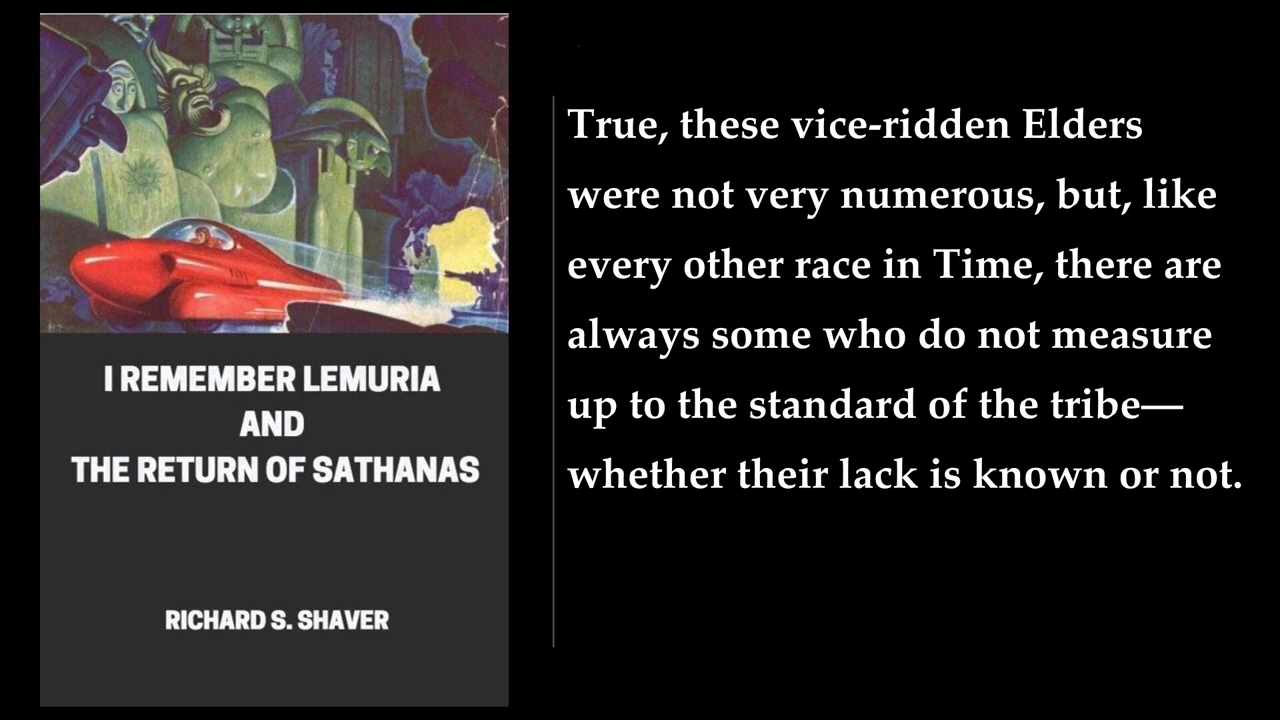 I REMEMBER LEMURIA
AND
THE RETURN OF SATHANAS
RICHARD S. SHAVER
True, these vice-ridden Elders
were not very numerous, but, like
every other race in Time, there are
always some who do not measure
up to the standard of the tribe—
whether their lack is known or not.